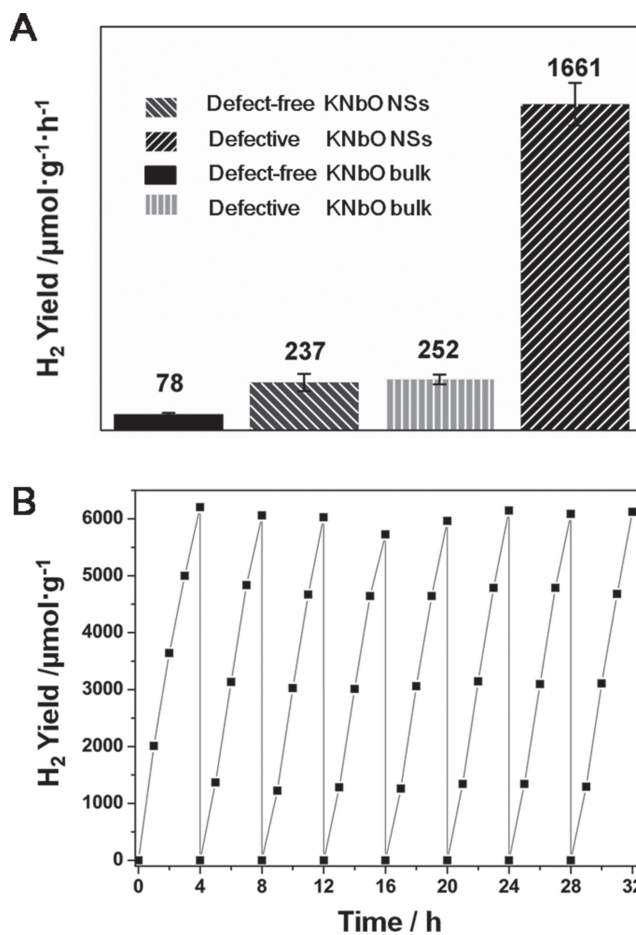 A
H₂ Yield /μmol·g⁻¹·h⁻¹
1661
Defect-free KNbO NSs
Defective KNbO NSs
Defect-free KNbO bulk
Defective KNbO bulk
78
237
252
B
H₂ Yield /μmol·g⁻¹
6000
5000
4000
3000
2000
1000
0
0 4 8 12 16 20 24 28 32
Time / h